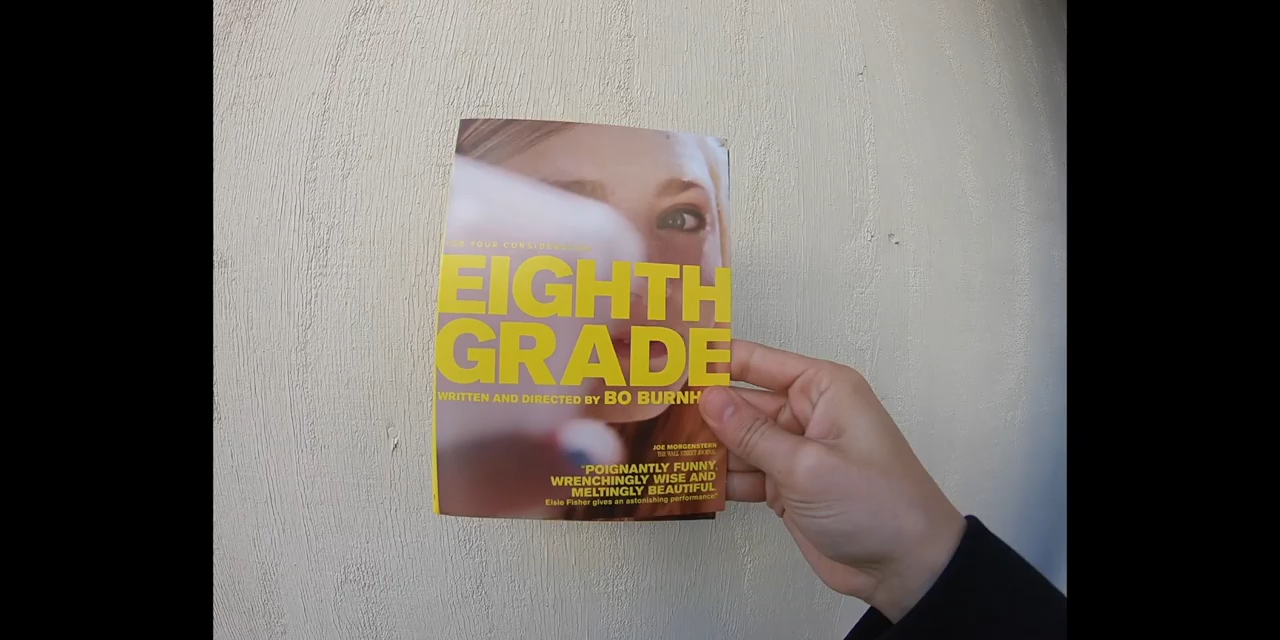 FOR YOUR CONSIDERATION
EIGHTH
GRADE
WRITTEN AND DIRECTED BY BO BURNH
JOE MORGENSTERN
THE WALL STREET JOURNAL
"POIGNANTLY FUNNY,
WRENCHINGLY WISE AND
MELTINGLY BEAUTIFUL.
Elsie Fisher gives an astonishing performance."